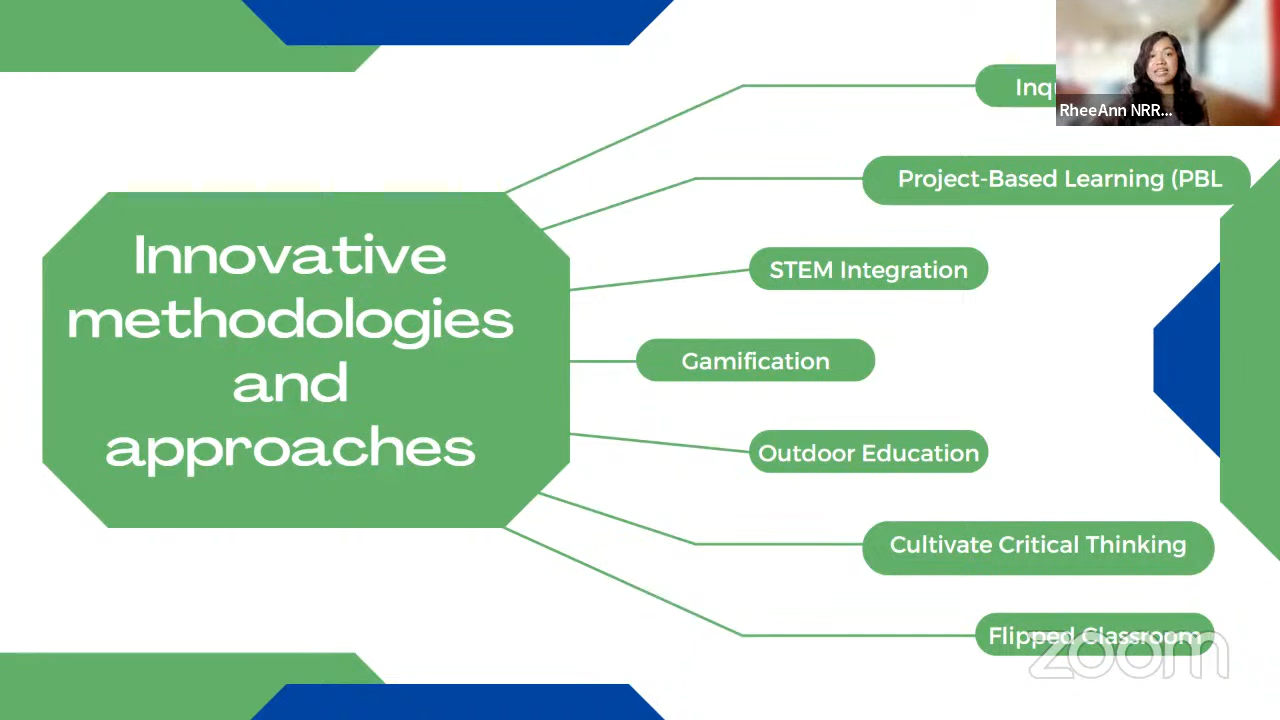 Innovative
methodologies
and
approaches
RheeAnn NRR...
Project-Based Learning (PBL
STEM Integration
Gamification
Outdoor Education
Cultivate Critical Thinking
Flipped Classroom
zoom